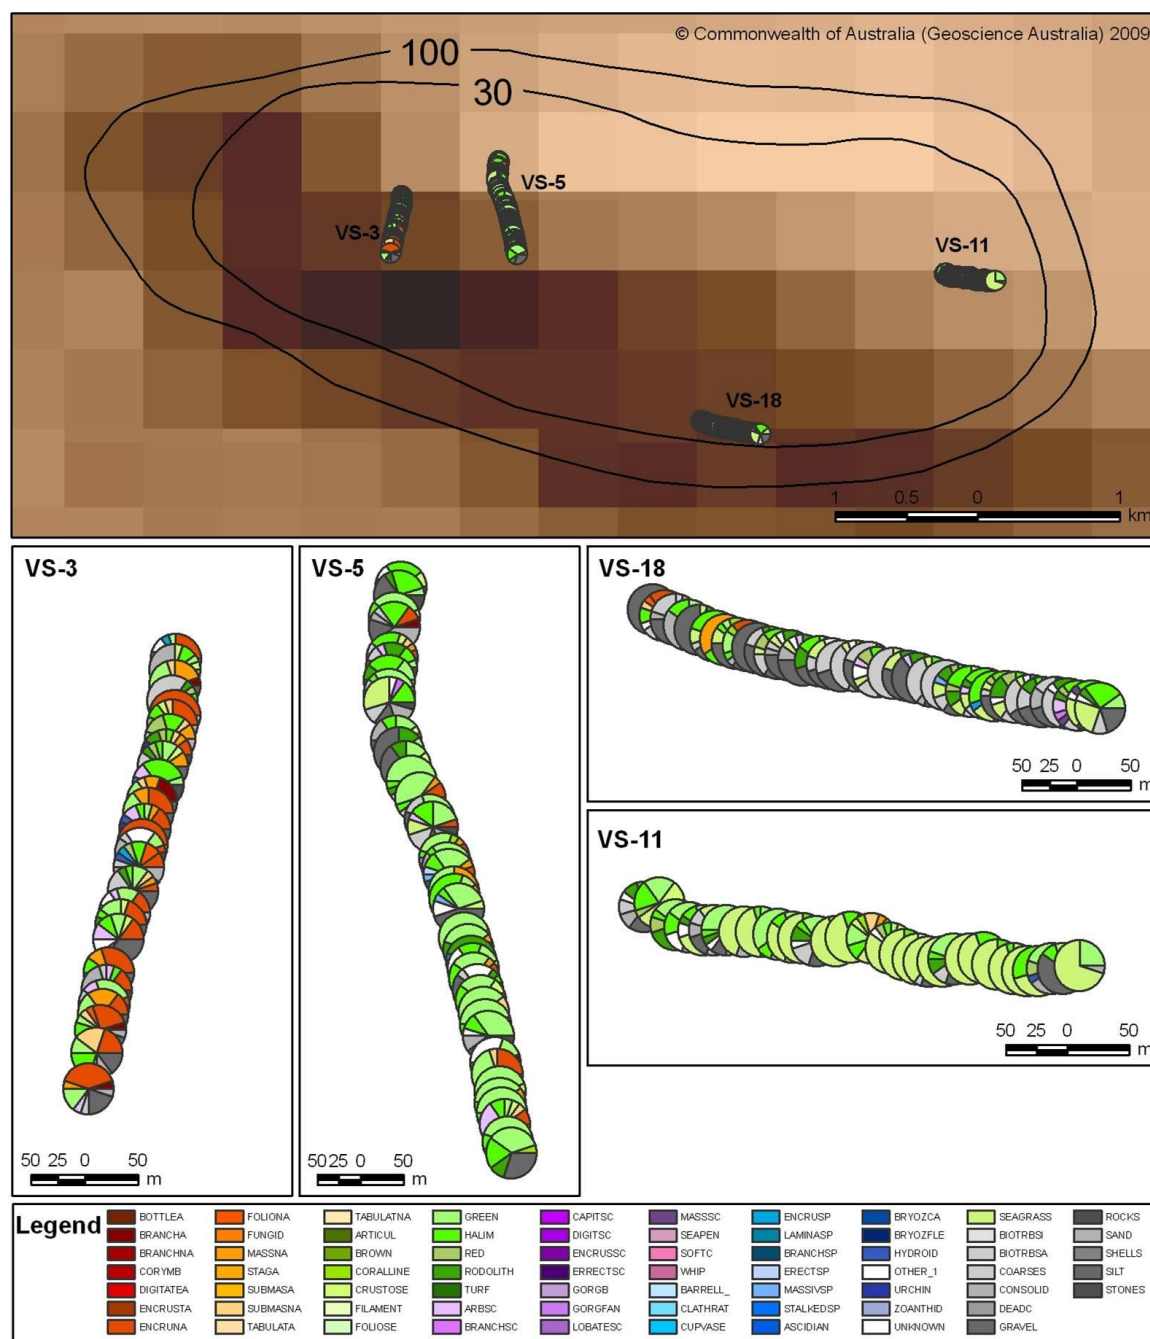 © Commonwealth of Australia (Geoscience Australia) 2009
100
30
VS-5
VS-3
VS-11
VS-18
1 0.5 0 1
km
VS-3
50 25 0 50
m
VS-5
50 25 0 50
m
VS-18
50 25 0 50
m
VS-11
50 25 0 50
m
Legend
BOTTLEA FOLIONA TABULATNA GREEN CAPITSC MASSSC ENCRUSP BRYOZCA SEAGRASS ROCKS
BRANCHA FUNGID ARTICUL HALIM DIGITSC SEAPEN LAMINASP BRYOZFLE BIOTRBSI SAND
BRANCHNA MASSNA BROWN RED ENCRUSSC SOFTC BRANCHSP HYDROID BIOTRBSA SHELLS
CORYMB STAGA CORALLINE RODOLITH ERRECTSC WHIP ERECTSP OTHER_1 COARSES SILT
DIGITATEA SUBMASA CRUSTOSE TURF GORGB BARRELL_ MASSIVSP URCHIN CONSOLID STONES
ENCRUSTA SUBMASNA FILAMENT ARBSC GORGFAN CLATHRAT STALKEDSP ZOANTHID DEADC
ENCRUNA TABULATA FOLIOSE BRANCHSC LOBATESC CUPVASE ASCIDIAN UNKNOWN GRAVEL